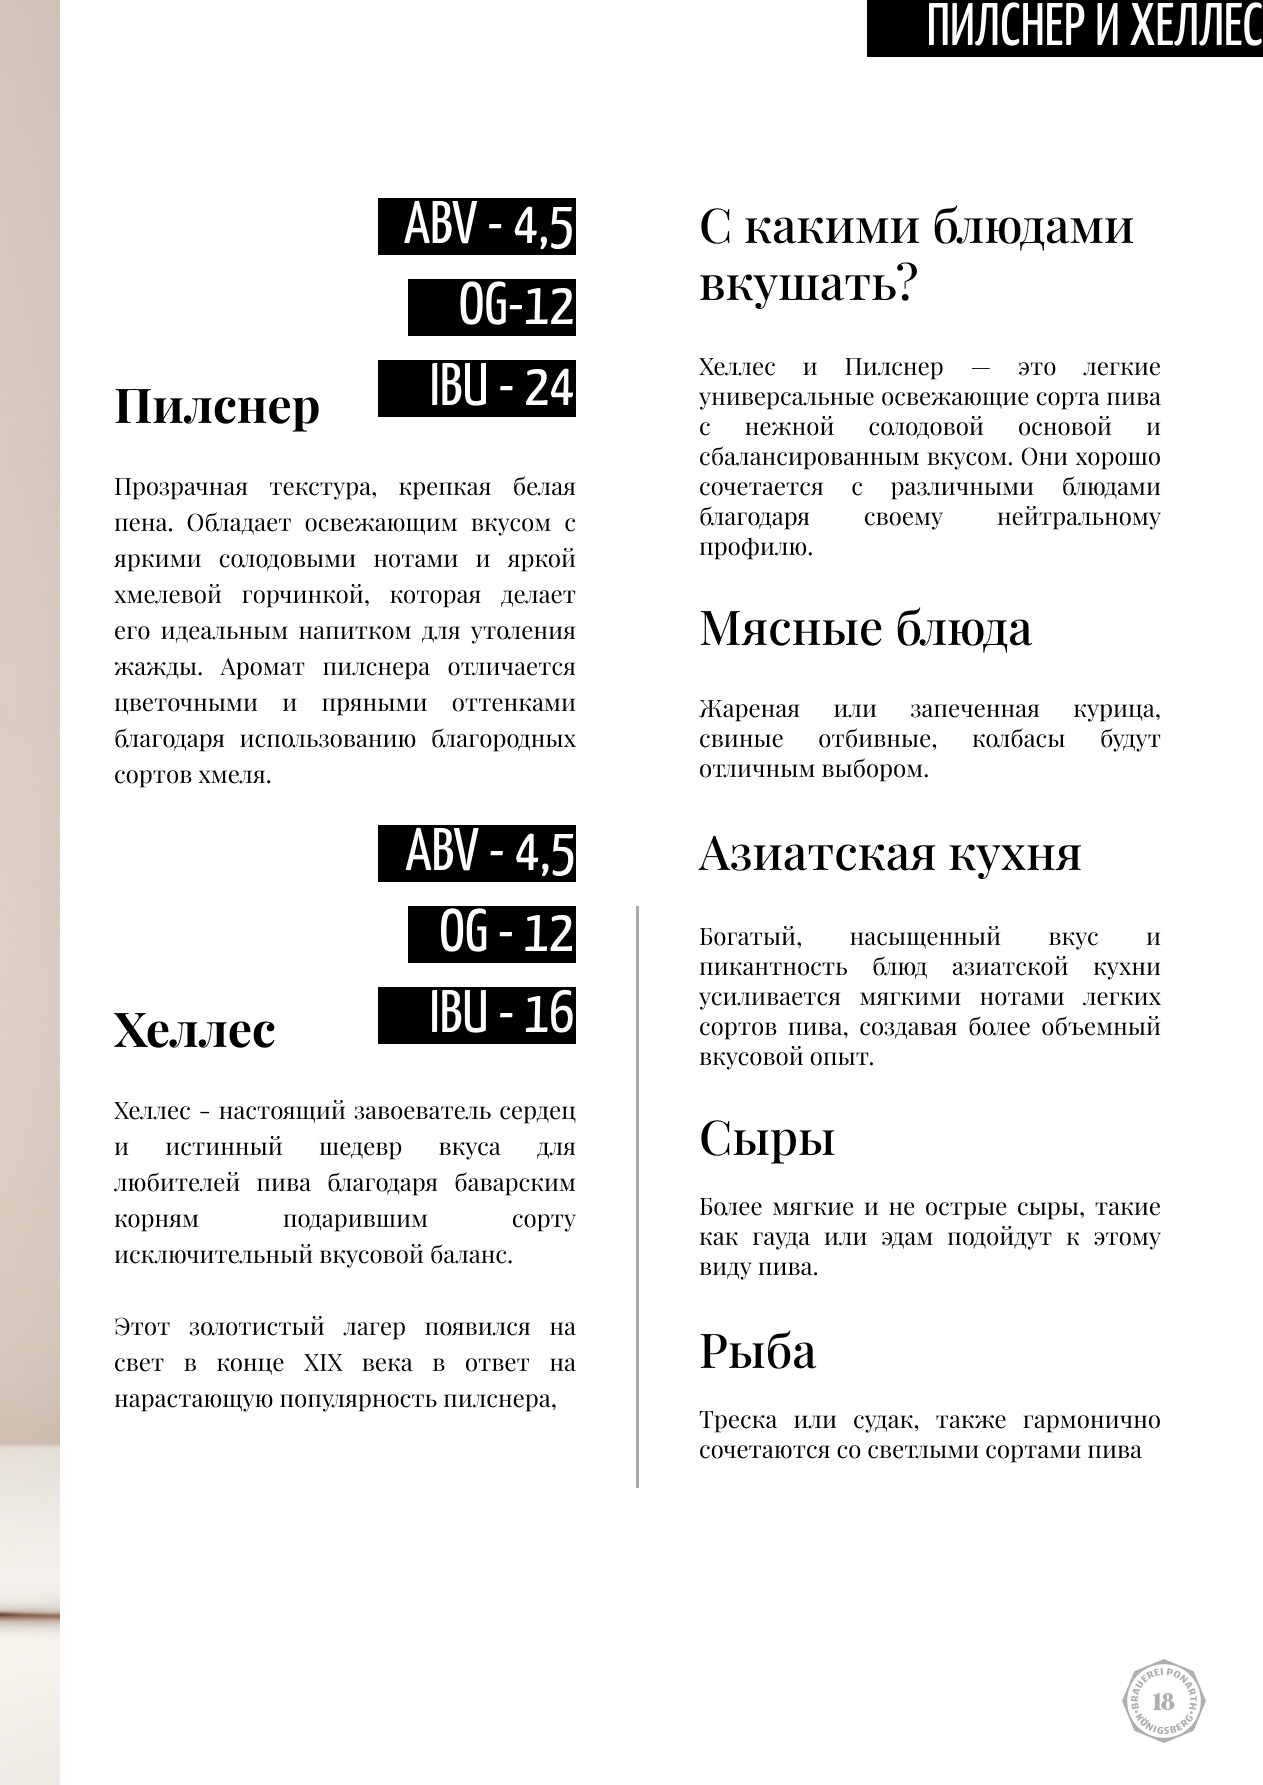 ПИЛСНЕР И ХЕЛЛЕС
ABV - 4,5
OG-12
IBU - 24
Пилснер
Прозрачная текстура, крепкая белая
пена. Обладает освежающим вкусом с
яркими солодовыми нотами и яркой
хмелевой горчинкой, которая делает
его идеальным напитком для утоления
жажды. Аромат пилснера отличается
цветочными и пряными оттенками
благодаря использованию благородных
сортов хмеля.
ABV - 4,5
OG - 12
IBU - 16
Хеллес
Хеллес - настоящий завоеватель сердец
и истинный шедевр вкуса для
любителей пива благодаря баварским
корням подарившим сорту
исключительный вкусовой баланс.
Этот золотистый лагер появился на
свет в конце XIX века в ответ на
нарастающую популярность пилснера,
С какими блюдами
вкушать?
Хеллес и Пилснер — это легкие
универсальные освежающие сорта пива
с нежной солодовой основой и
сбалансированным вкусом. Они хорошо
сочетается с различными блюдами
благодаря своему нейтральному
профилю.
Мясные блюда
Жареная или запеченная курица,
свиные отбивные, колбасы будут
отличным выбором.
Азиатская кухня
Богатый, насыщенный вкус и
пикантность блюд азиатской кухни
усиливается мягкими нотами легких
сортов пива, создавая более объемный
вкусовой опыт.
Сыры
Более мягкие и не острые сыры, такие
как гауда или эдам подойдут к этому
виду пива.
Рыба
Треска или судак, также гармонично
сочетаются со светлыми сортами пива
BRAUEREI PONARTH
18
KÖNIGSBERG